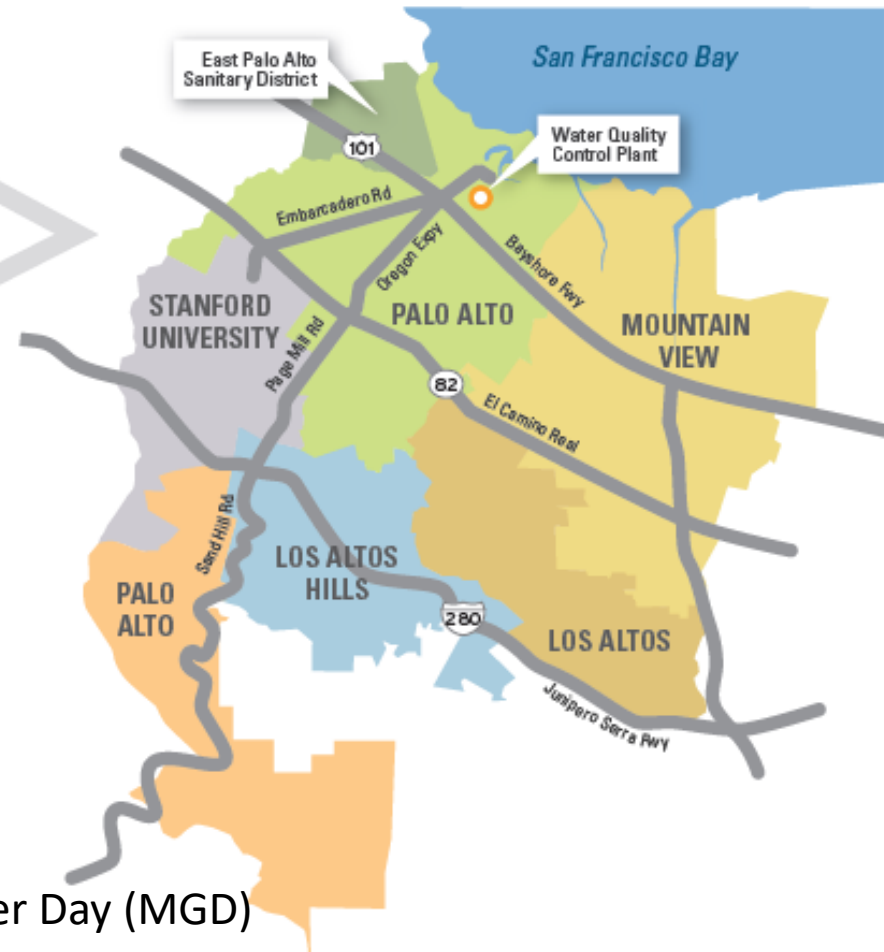 San Francisco Bay
East Palo Alto
Sanitary District
101
Water Quality
Control Plant
Embarcadero Rd
Oregon Expy
Bayshore Fwy
STANFORD
UNIVERSITY
PALO ALTO
MOUNTAIN
VIEW
Page Mill Rd
82
El Camino Real
Sand Hill Rd
LOS ALTOS
HILLS
PALO
ALTO
280
LOS ALTOS
Junipero Serra Fwy
er Day (MGD)